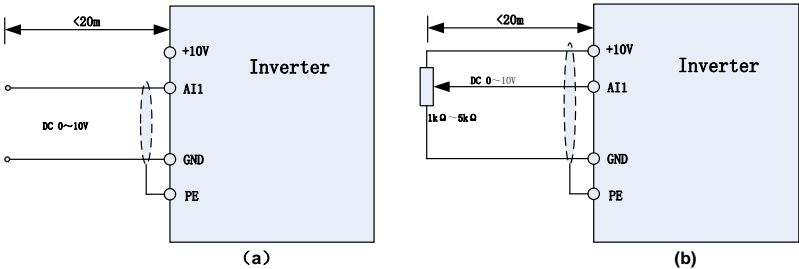 <20m
+10V
Inverter
AI1
DC 0～10V
GND
PE
(a)
<20m
+10V
Inverter
DC 0～10V
AI1
1kΩ～5kΩ
GND
PE
(b)